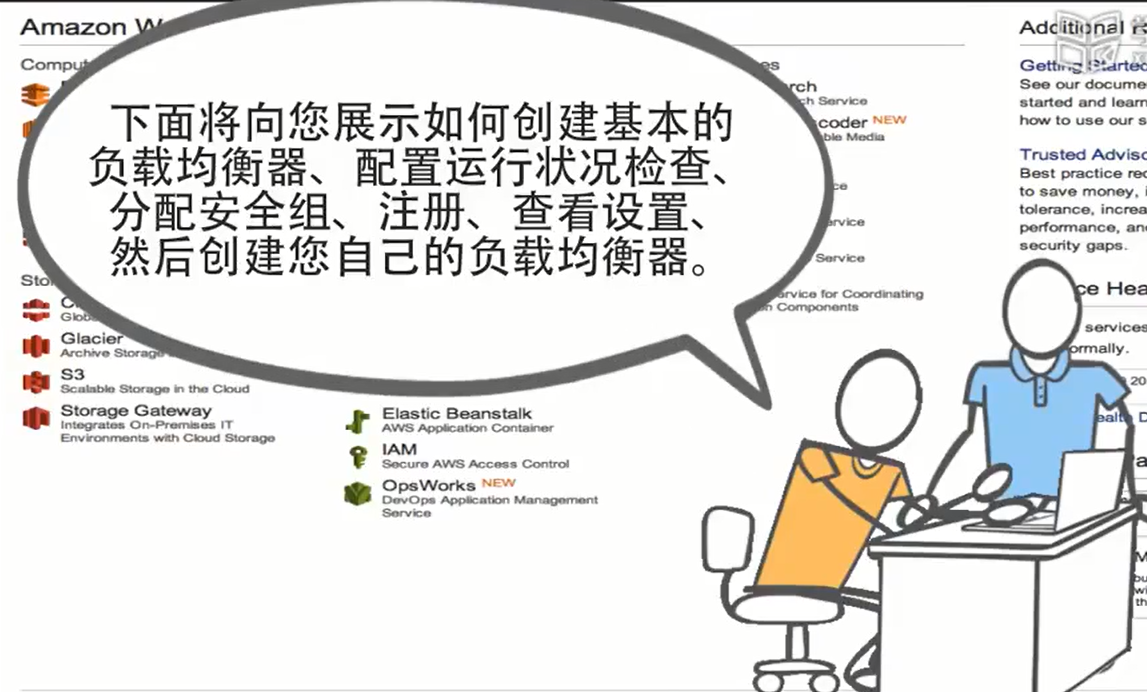 Amazon W
Additional
Comput
Getting Started
See our docume
started and learn
how to use our s
下面将向您展示如何创建基本的
负载均衡器、配置运行状况检查、
分配安全组、注册、查看设置、
然后创建您自己的负载均衡器。
es
rch
ch Service
coder NEW
ble Media
ce
rvice
Service
ervice for Coordinating
n Components
Trusted Adviso
Best practice rec
to save money, i
tolerance, increa
performance, an
security gaps.
ce Hea
services
ormally.
Sto
Glob
Glacier
Archive Storage
S3
Scalable Storage in the Cloud
Storage Gateway
Integrates On-Premises IT
Environments with Cloud Storage
Elastic Beanstalk
AWS Application Container
IAM
Secure AWS Access Control
OpsWorks NEW
DevOps Application Management
Service